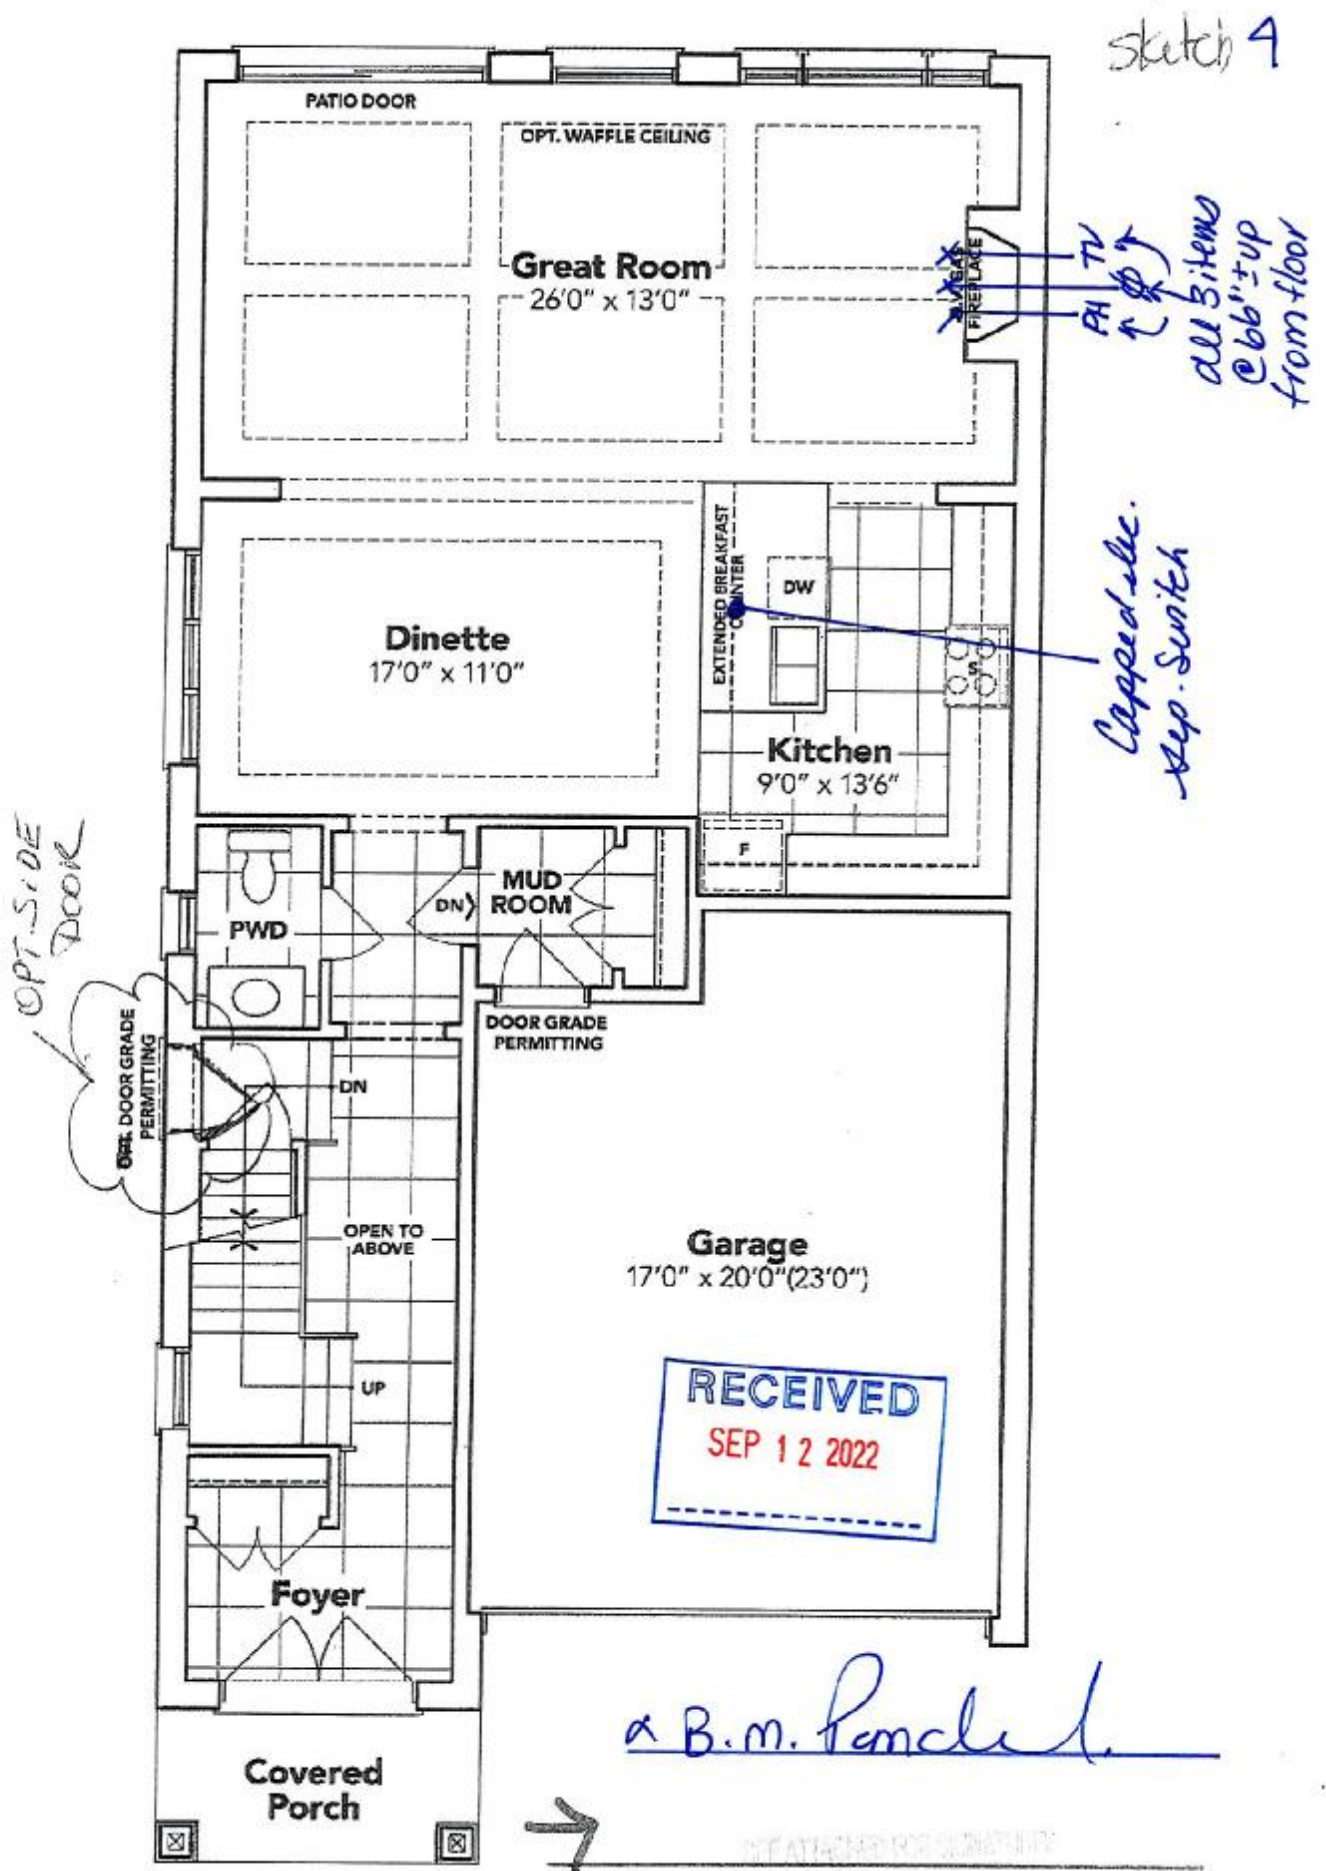 sketch 4
PATIO DOOR
OPT. WAFFLE CEILING
Great Room
26'0" x 13'0"
GAS
FIREPLACE
TV
PH
all 3 items
@ 66" ± up
from floor
EXTENDED BREAKFAST
COUNTER
DW
Capped elec.
sep. switch
Dinette
17'0" x 11'0"
S
Kitchen
9'0" x 13'6"
F
OPT. SIDE
DOOR
MUD
ROOM
DN
PWD
DOOR GRADE
PERMITTING
OPT. DOOR GRADE
PERMITTING
DN
OPEN TO
ABOVE
Garage
17'0" x 20'0"(23'0")
UP
RECEIVED
SEP 12 2022
Foyer
x B.M.
Covered
Porch